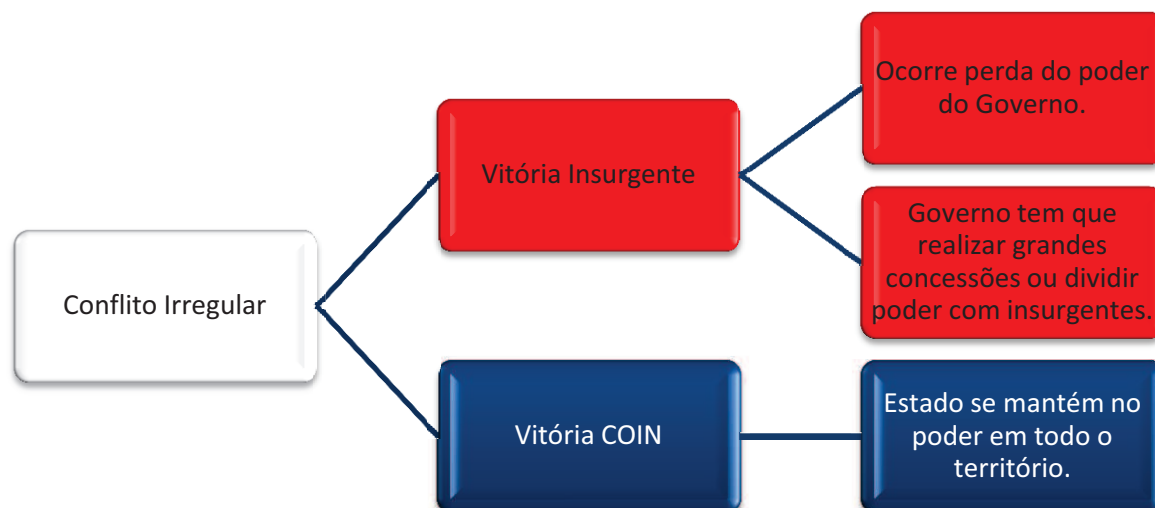 Conflito Irregular
Vitória Insurgente
Ocorre perda do poder
do Governo.
Governo tem que
realizar grandes
concessões ou dividir
poder com insurgentes.
Vitória COIN
Estado se mantém no
poder em todo o
território.